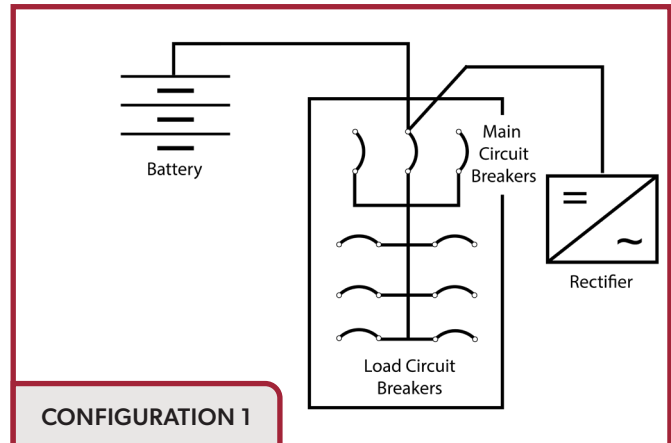 Battery
Main
Circuit
Breakers
=
~
Rectifier
Load Circuit
Breakers
CONFIGURATION 1